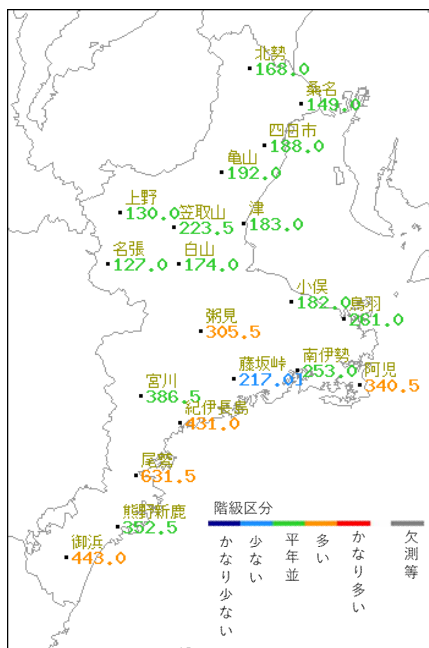 北勢
168.0
桑名
149.0
四日市
188.0
亀山
192.0
上野
130.0
笠取山
223.5
津
183.0
名張
127.0
白山
174.0
小俣
182.0
鳥羽
261.0
粥見
305.5
藤坂峠
217.0]
南伊勢
353.0
阿児
340.5
宮川
386.5
紀伊長島
431.0
尾鷲
631.5
熊野新鹿
352.5
御浜
443.0
階級区分
かなり少ない
少ない
平年並
多い
かなり多い
欠測等